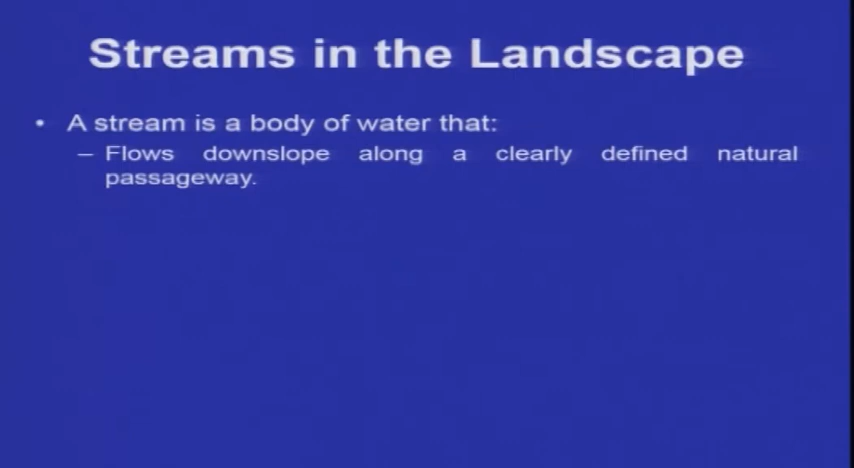 Streams in the Landscape
• A stream is a body of water that:
– Flows downslope along a clearly defined natural
passageway.